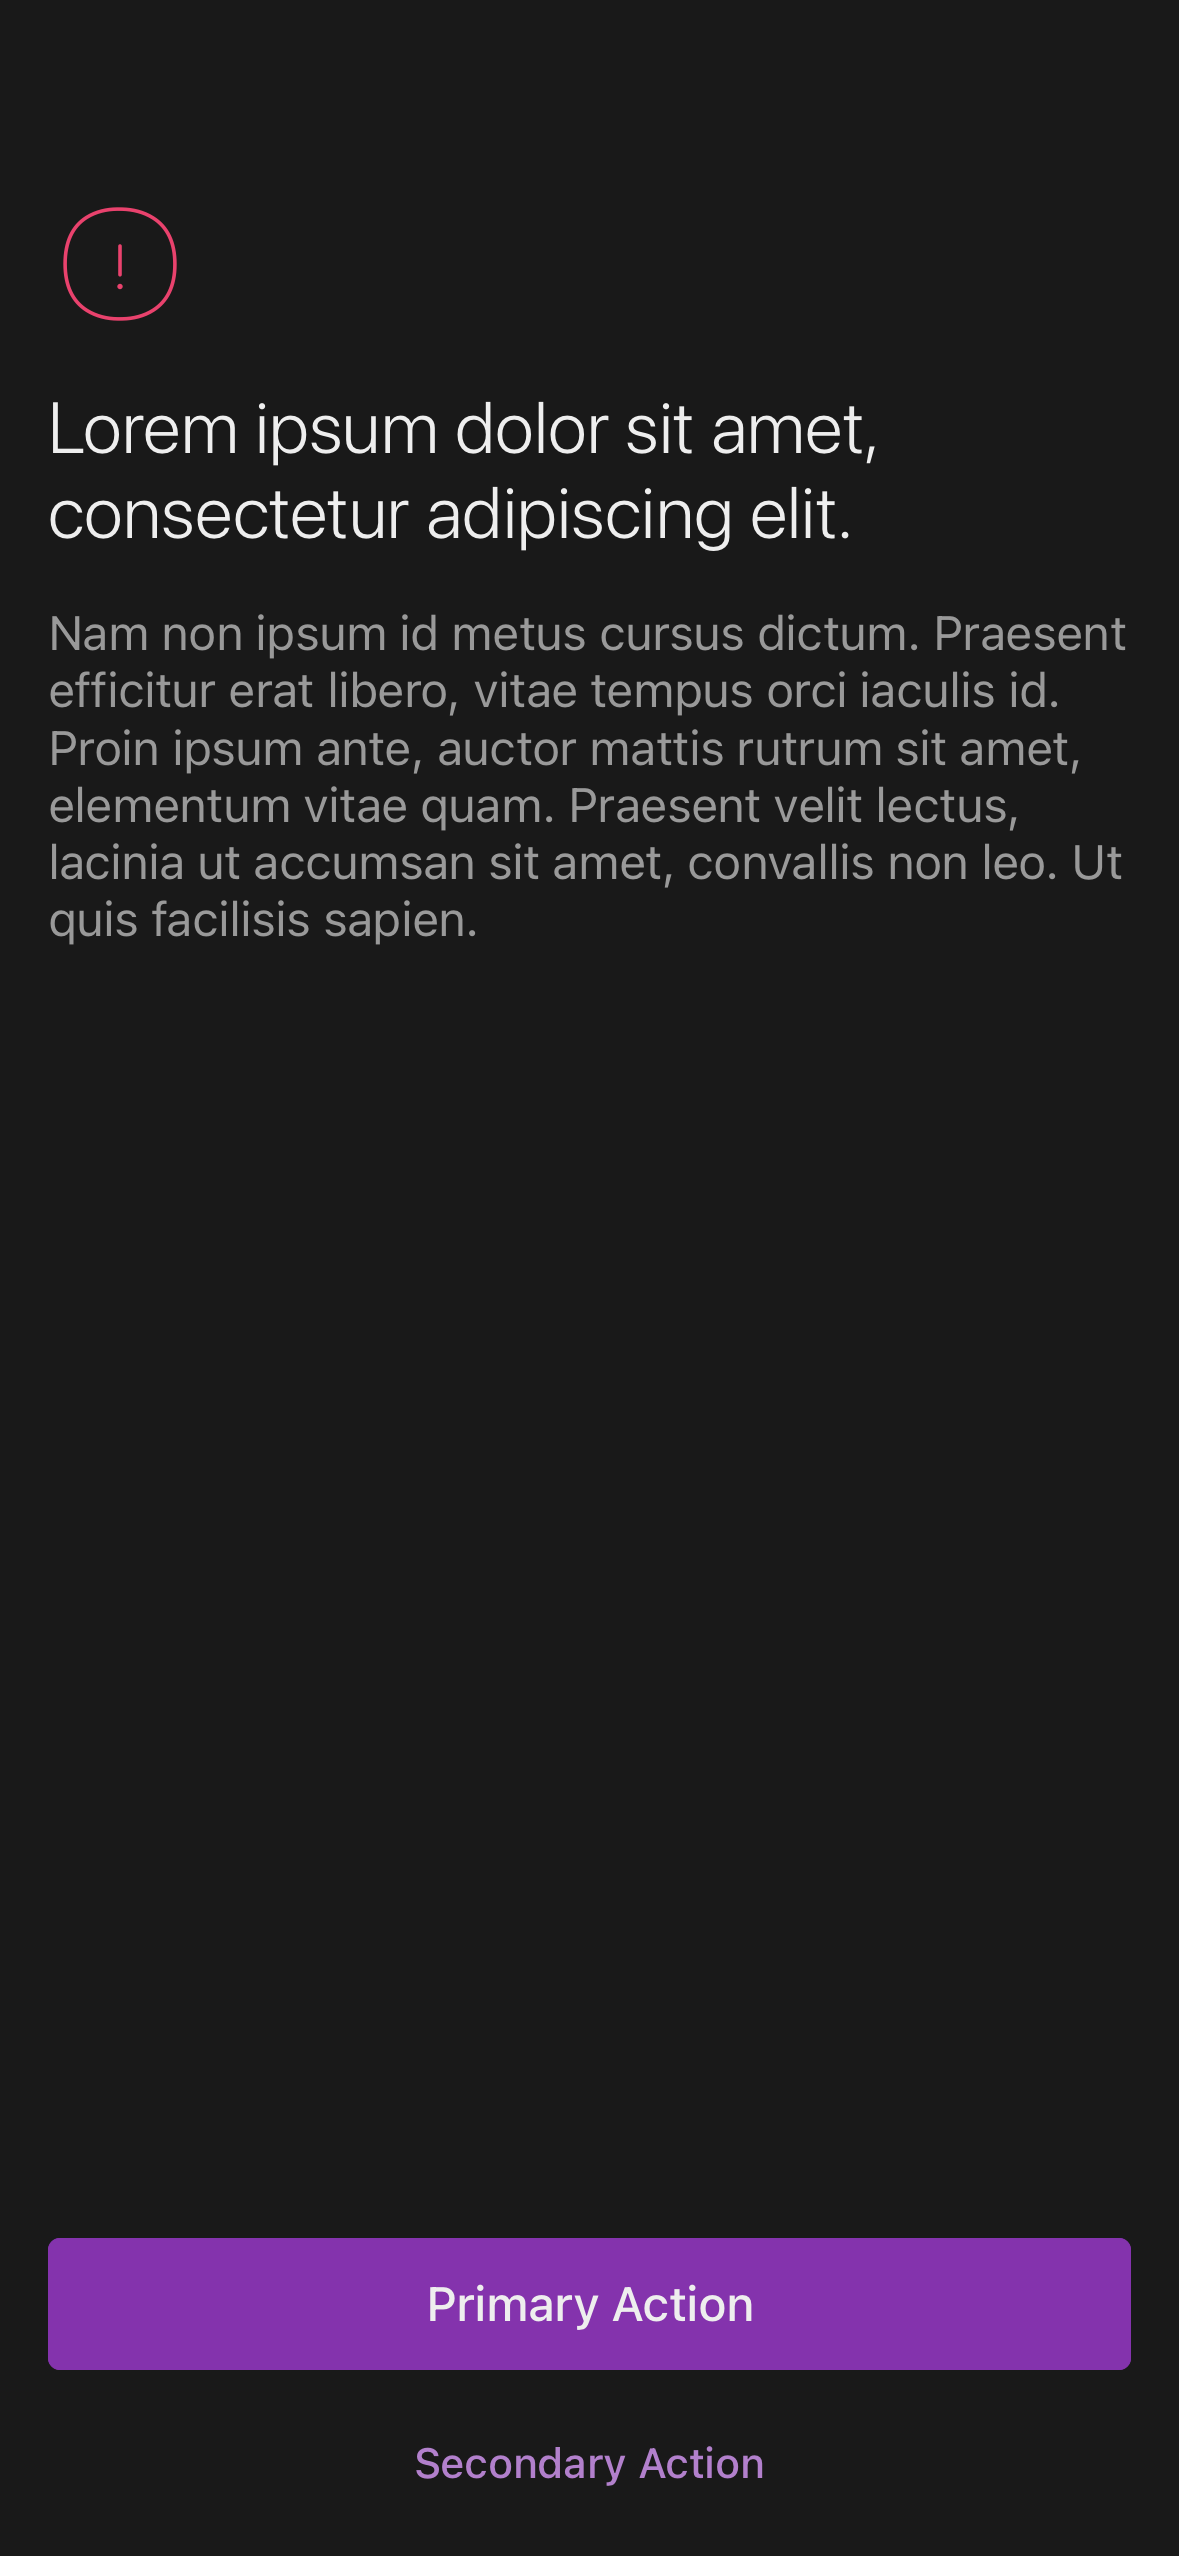 Lorem ipsum dolor sit amet,
consectetur adipiscing elit.
Nam non ipsum id metus cursus dictum. Praesent
efficitur erat libero, vitae tempus orci iaculis id.
Proin ipsum ante, auctor mattis rutrum sit amet,
elementum vitae quam. Praesent velit lectus,
lacinia ut accumsan sit amet, convallis non leo. Ut
quis facilisis sapien.
Primary Action
Secondary Action